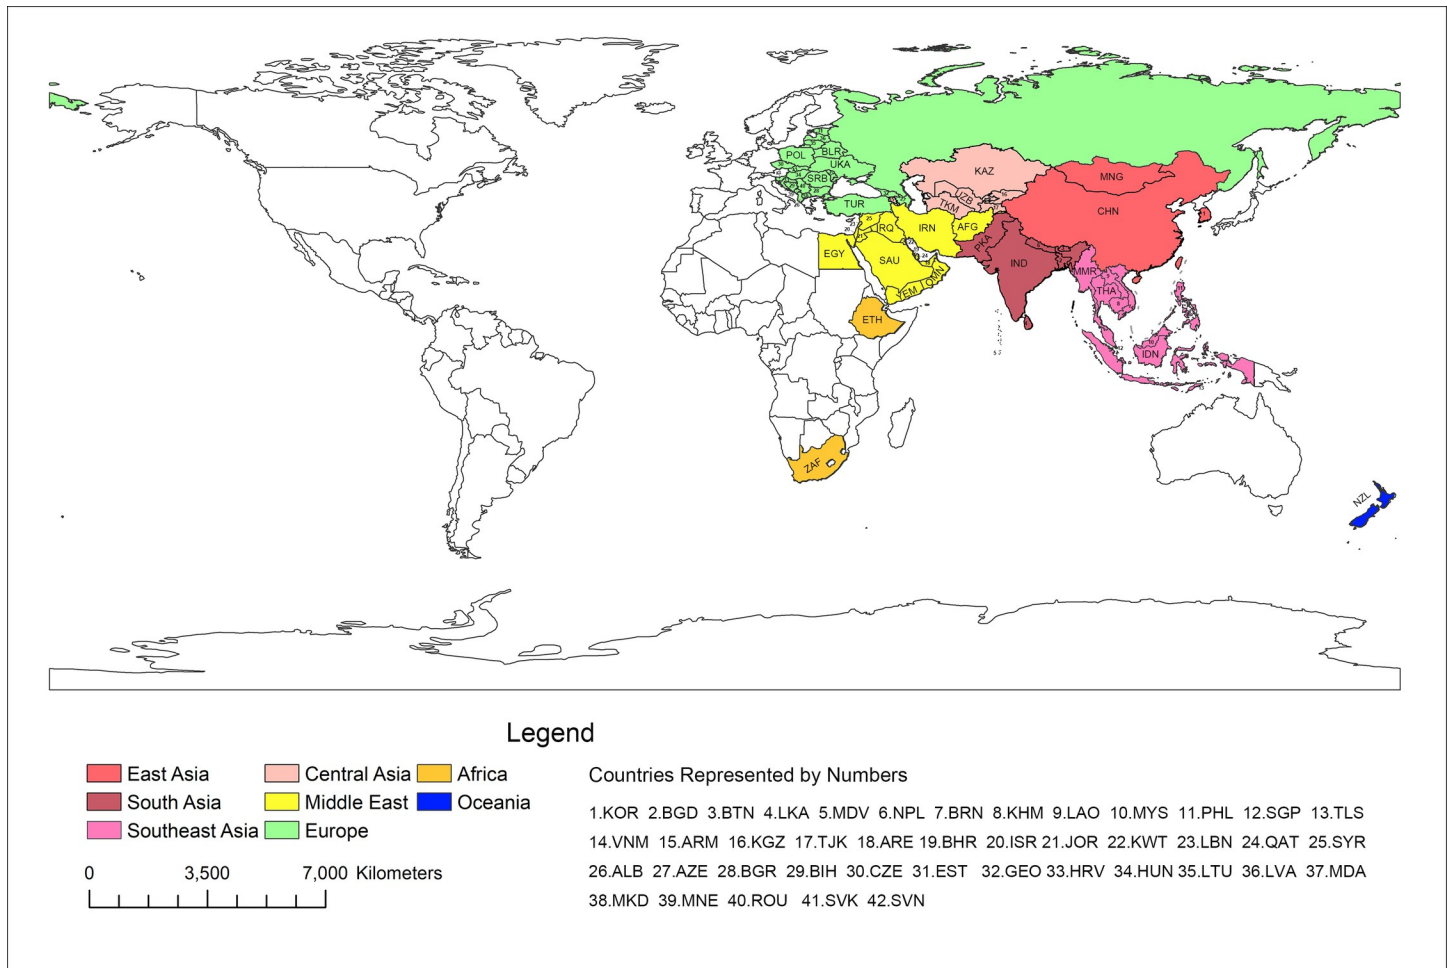 POL
BLR
UKA
SRB
TUR
KAZ
UZB
TKM
MNG
CHN
IRQ
IRN
AFG
PKA
EGY
SAU
IND
MMR
OMN
YEM
THA
ETH
IDN
ZAF
NZL
Legend
East Asia
Central Asia
Africa
South Asia
Middle East
Oceania
Southeast Asia
Europe
0 3,500 7,000 Kilometers
Countries Represented by Numbers
1.KOR 2.BGD 3.BTN 4.LKA 5.MDV 6.NPL 7.BRN 8.KHM 9.LAO 10.MYS 11.PHL 12.SGP 13.TLS
14.VNM 15.ARM 16.KGZ 17.TJK 18.ARE 19.BHR 20.ISR 21.JOR 22.KWT 23.LBN 24.QAT 25.SYR
26.ALB 27.AZE 28.BGR 29.BIH 30.CZE 31.EST 32.GEO 33.HRV 34.HUN 35.LTU 36.LVA 37.MDA
38.MKD 39.MNE 40.ROU 41.SVK 42.SVN